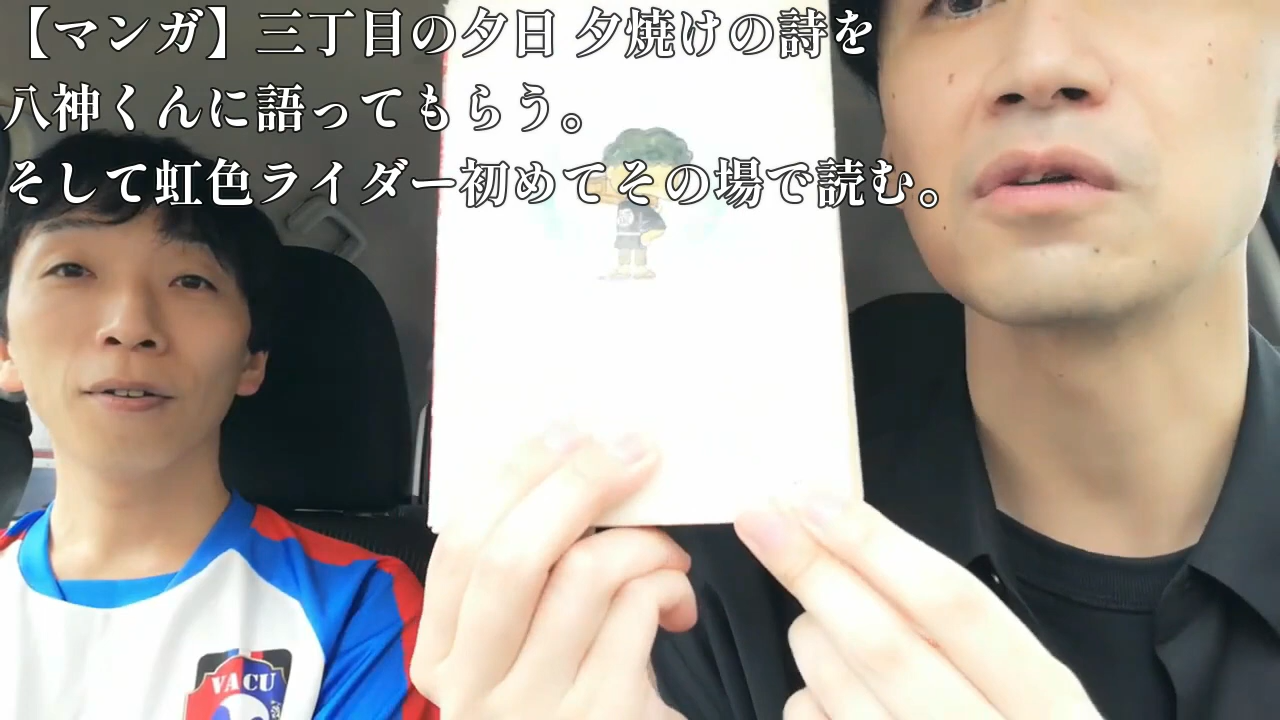 【マンガ】三丁目の夕日 夕焼けの詩を
八神くんに語ってもらう。
そして虹色ライダー初めてその場で読む。
VACU